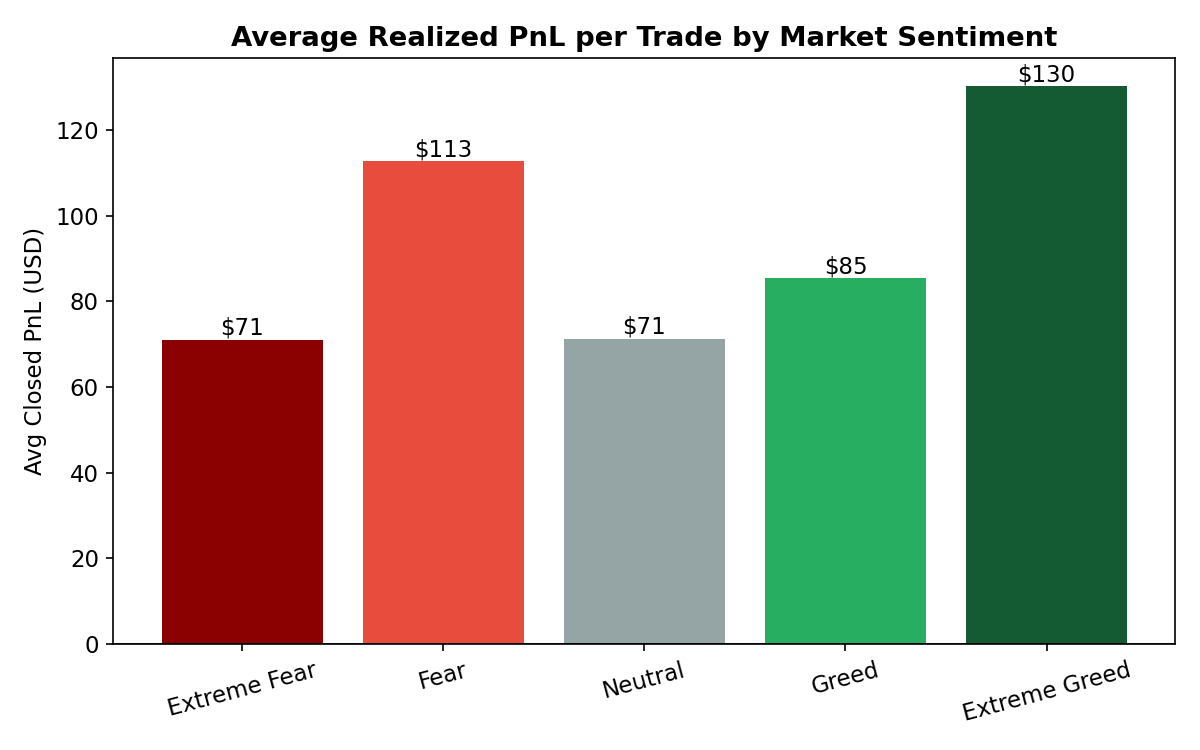 Average Realized PnL per Trade by Market Sentiment
Avg Closed PnL (USD)
120
100
80
60
40
20
0
$71
$113
$71
$85
$130
Extreme Fear
Fear
Neutral
Greed
Extreme Greed